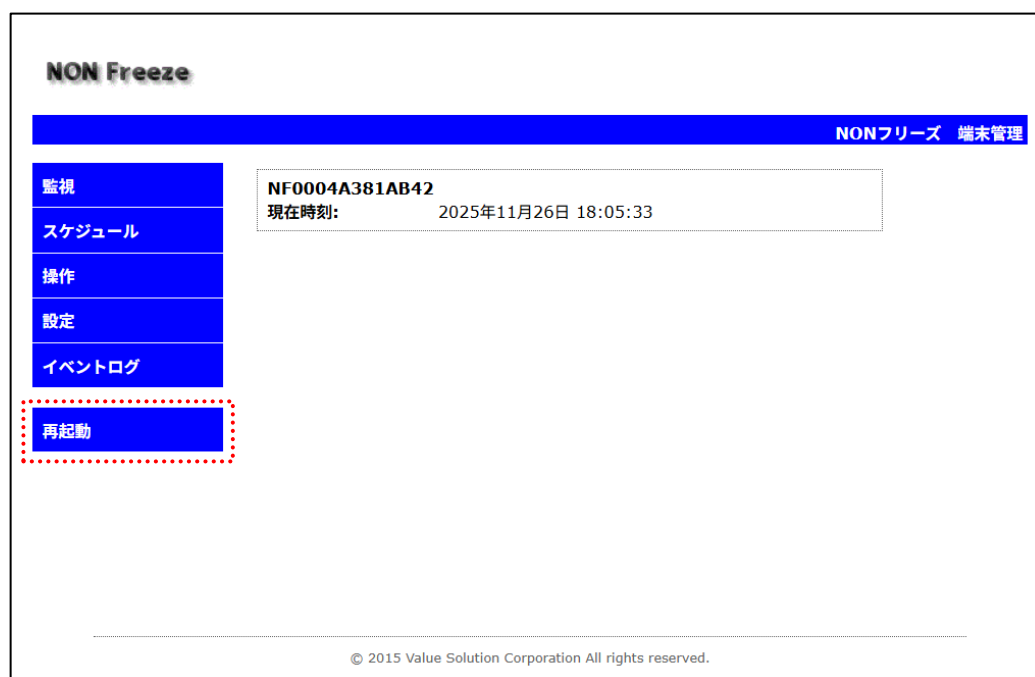 NON Freeze
NONフリーズ 端末管理
監視
スケジュール
操作
設定
イベントログ
再起動
NF0004A381AB42
現在時刻: 2025年11月26日 18:05:33
© 2015 Value Solution Corporation All rights reserved.